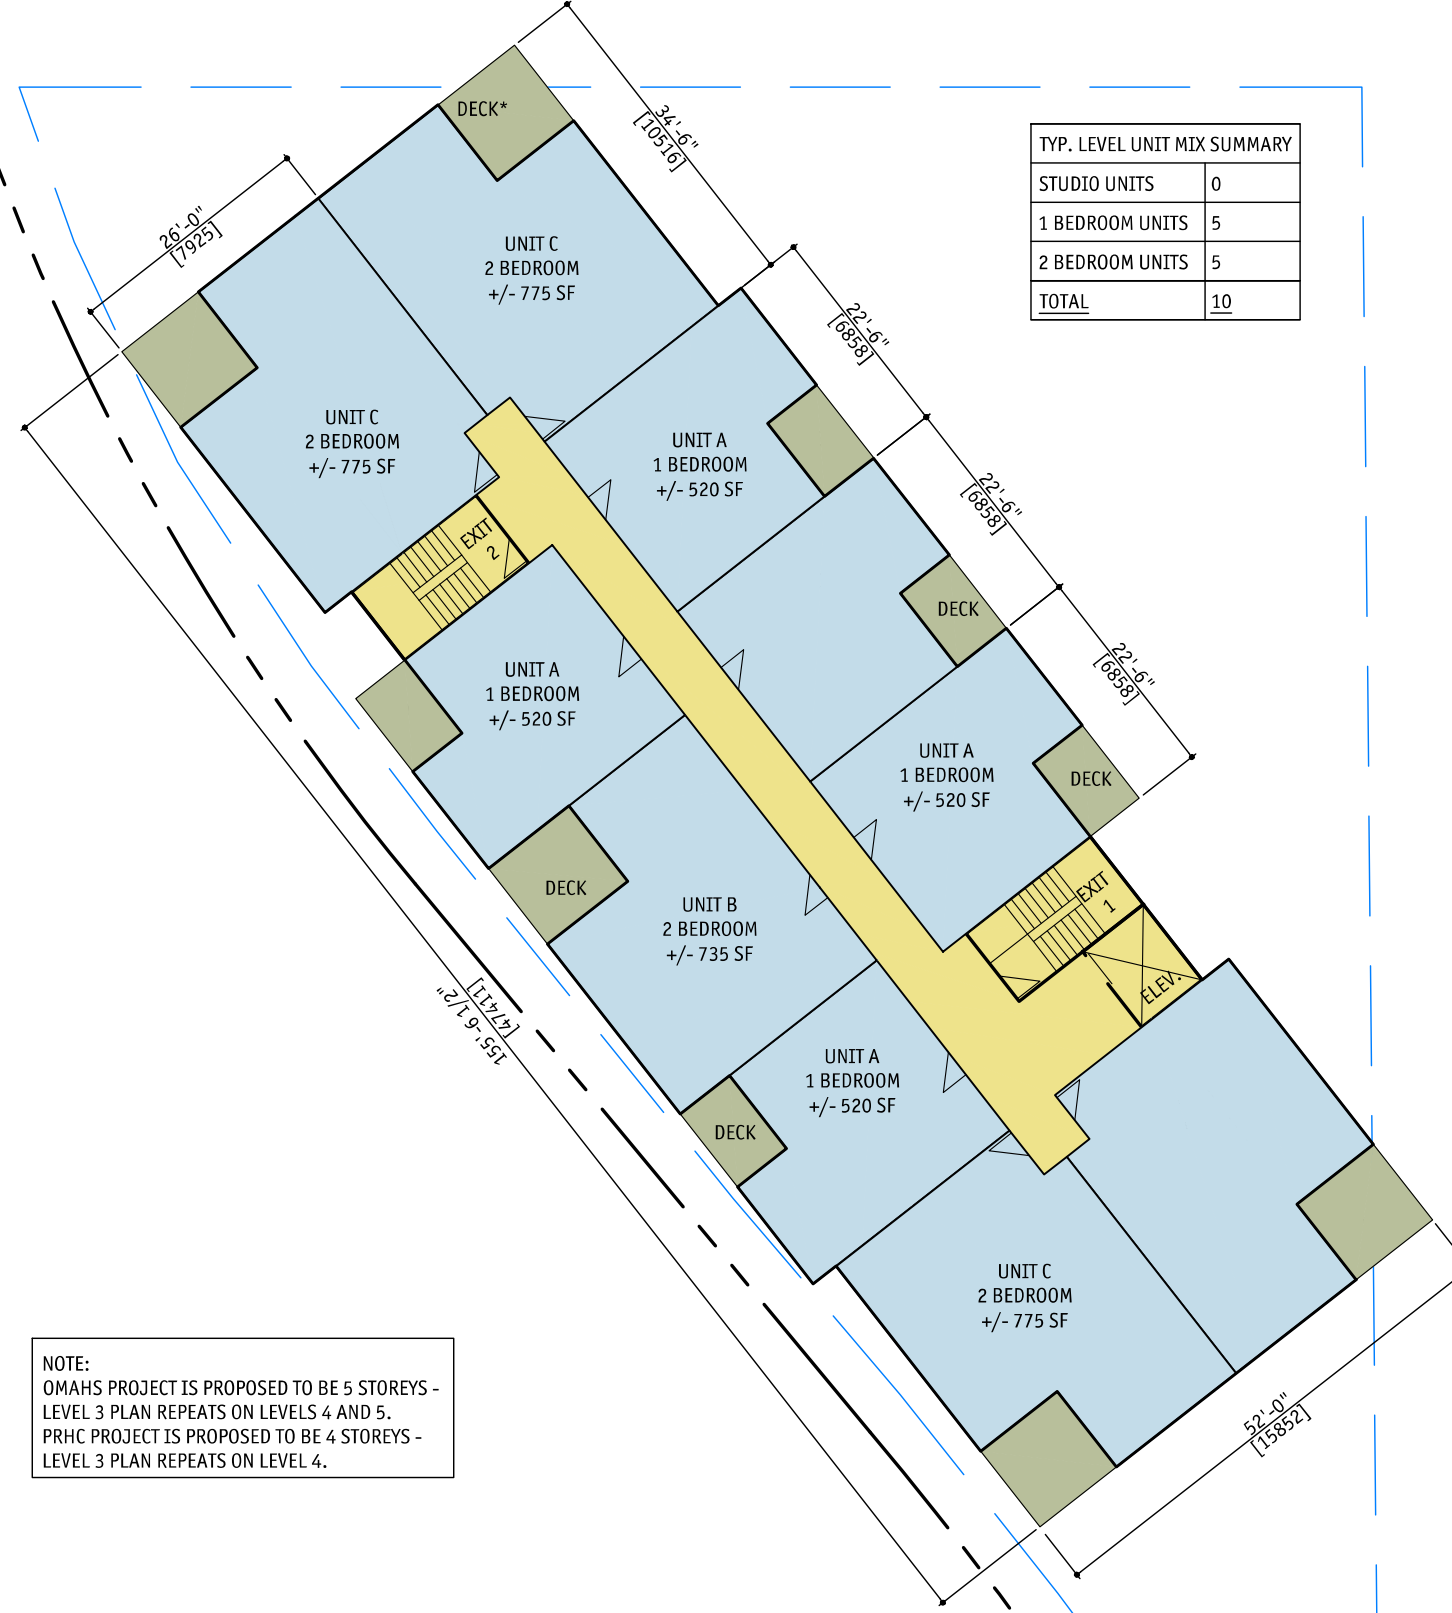 DECK*
34'-6"
[10516]
TYP. LEVEL UNIT MIX SUMMARY
STUDIO UNITS 0
1 BEDROOM UNITS 5
2 BEDROOM UNITS 5
TOTAL 10
26'-0"
[7925]
UNIT C
2 BEDROOM
+/- 775 SF
22'-6"
[6858]
UNIT C
2 BEDROOM
+/- 775 SF
UNIT A
1 BEDROOM
+/- 520 SF
22'-6"
[6858]
EXIT
2
DECK
22'-6"
[6858]
UNIT A
1 BEDROOM
+/- 520 SF
UNIT A
1 BEDROOM
+/- 520 SF
DECK
DECK
EXIT
1
UNIT B
2 BEDROOM
+/- 735 SF
ELEV.
155'-6 1/2"
[47411]
UNIT A
1 BEDROOM
+/- 520 SF
DECK
UNIT C
2 BEDROOM
+/- 775 SF
52'-0"
[15852]
NOTE:
OMAHS PROJECT IS PROPOSED TO BE 5 STOREYS -
LEVEL 3 PLAN REPEATS ON LEVELS 4 AND 5.
PRHC PROJECT IS PROPOSED TO BE 4 STOREYS -
LEVEL 3 PLAN REPEATS ON LEVEL 4.